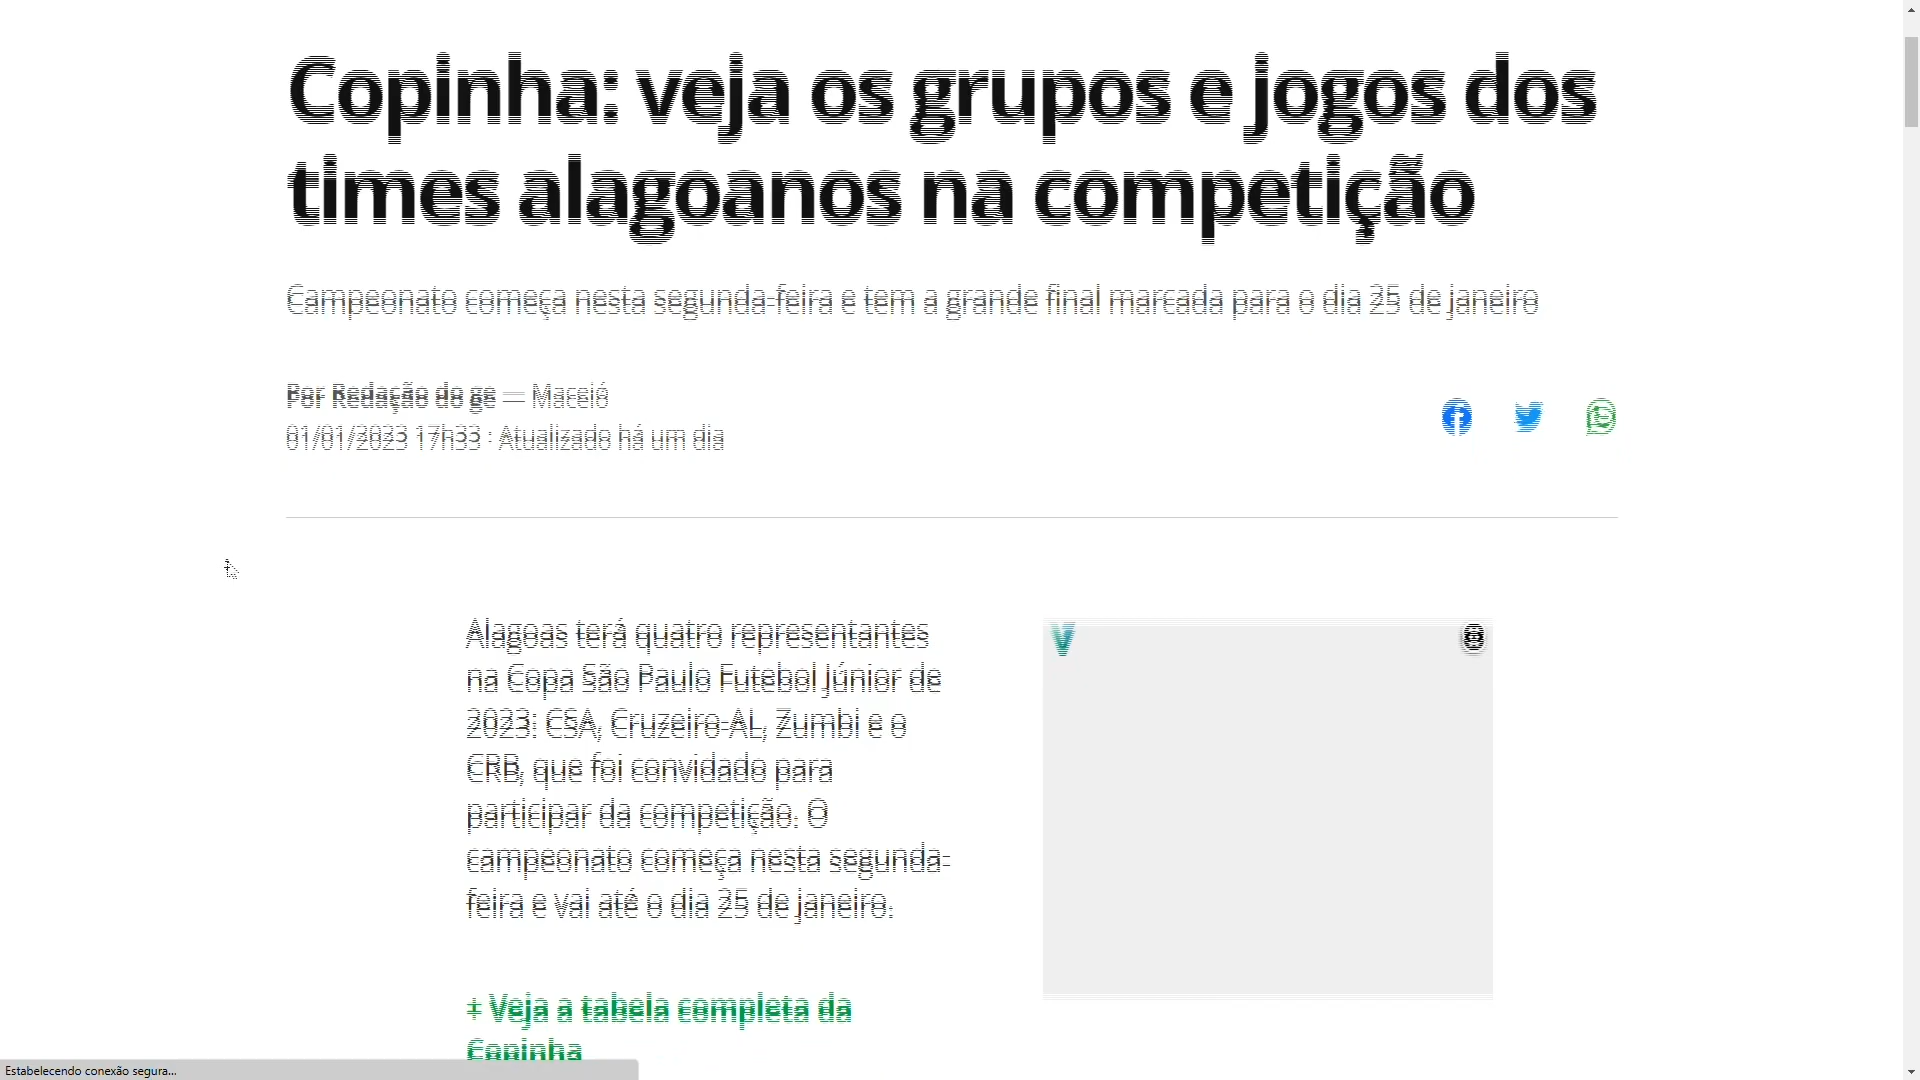 Copinha: veja os grupos e jogos dos
times alagoanos na competição
Campeonato começa nesta segunda-feira e tem a grande final marcada para o dia 25 de janeiro
Por Redação do ge — Maceió
01/01/2023 17h33 · Atualizado há um dia
Alagoas terá quatro representantes
na Copa São Paulo Futebol Júnior de
2023: CSA, Cruzeiro-AL, Zumbi e o
CRB, que foi convidado para
participar da competição. O
campeonato começa nesta segunda-
feira e vai até o dia 25 de janeiro.
+ Veja a tabela completa da
Copinha
Estabelecendo conexão segura...